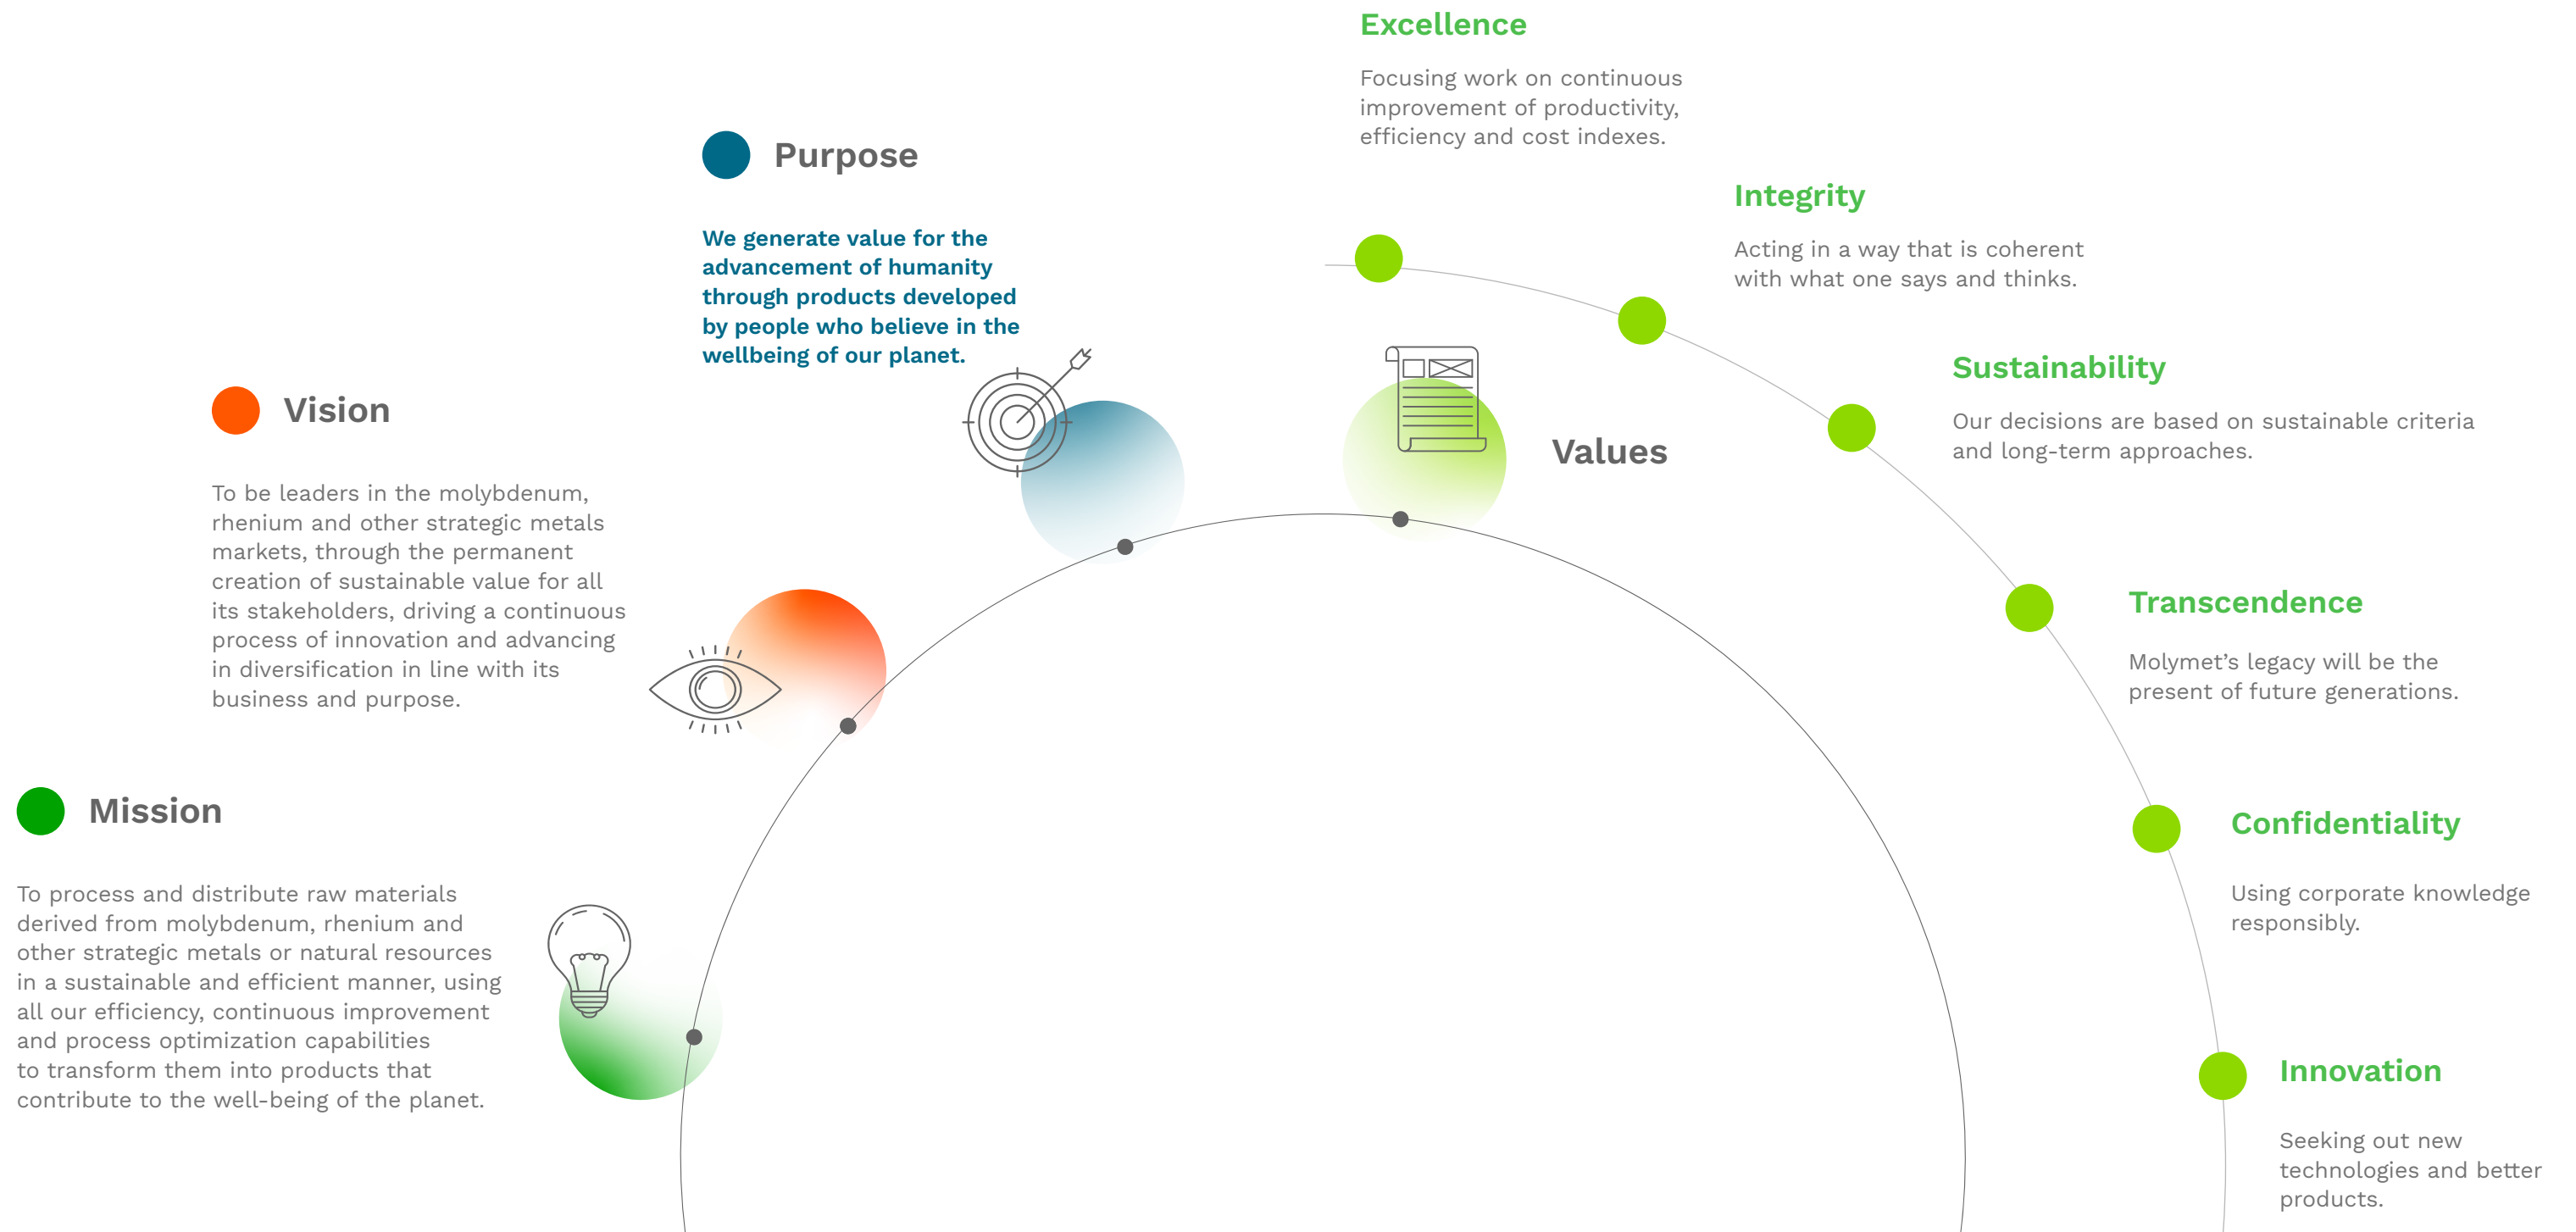 Mission
To process and distribute raw materials
derived from molybdenum, rhenium and
other strategic metals or natural resources
in a sustainable and efficient manner, using
all our efficiency, continuous improvement
and process optimization capabilities
to transform them into products that
contribute to the well-being of the planet.
Vision
To be leaders in the molybdenum,
rhenium and other strategic metals
markets, through the permanent
creation of sustainable value for all
its stakeholders, driving a continuous
process of innovation and advancing
in diversification in line with its
business and purpose.
Purpose
We generate value for the
advancement of humanity
through products developed
by people who believe in the
wellbeing of our planet.
Values
Excellence
Focusing work on continuous
improvement of productivity,
efficiency and cost indexes.
Integrity
Acting in a way that is coherent
with what one says and thinks.
Sustainability
Our decisions are based on sustainable criteria
and long-term approaches.
Transcendence
Molymet’s legacy will be the
present of future generations.
Confidentiality
Using corporate knowledge
responsibly.
Innovation
Seeking out new
technologies and better
products.